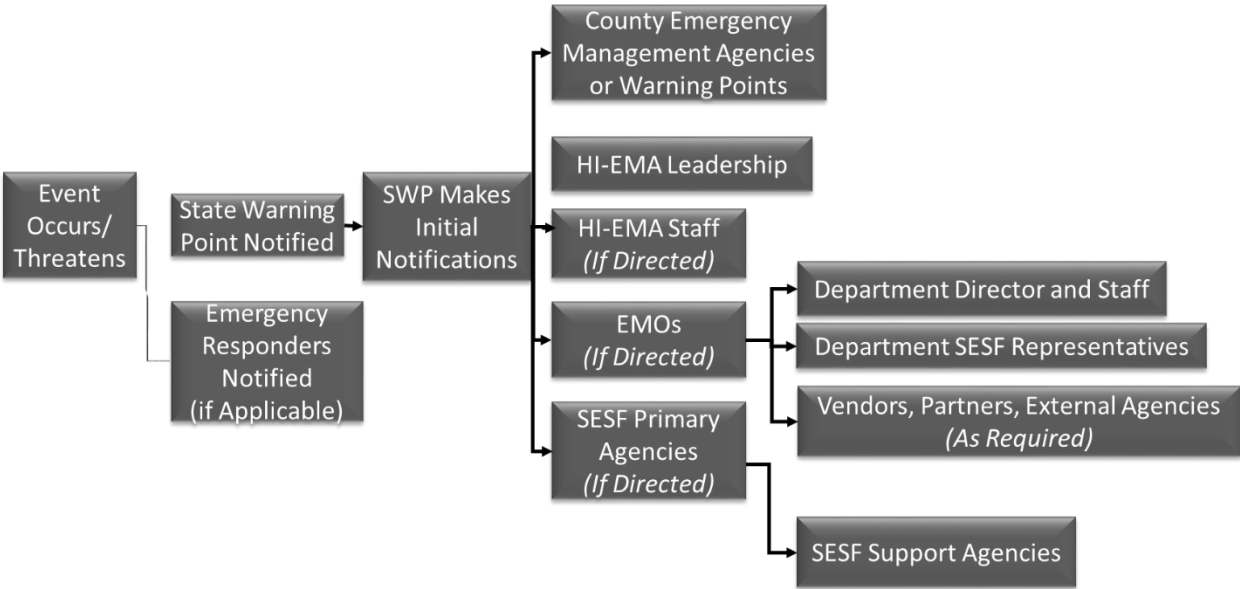 Event
Occurs/
Threatens
State Warning
Point Notified
Emergency
Responders
Notified
(if Applicable)
SWP Makes
Initial
Notifications
County Emergency
Management Agencies
or Warning Points
HI-EMA Leadership
HI-EMA Staff
(If Directed)
EMOs
(If Directed)
SESF Primary
Agencies
(If Directed)
Department Director and Staff
Department SESF Representatives
Vendors, Partners, External Agencies
(As Required)
SESF Support Agencies